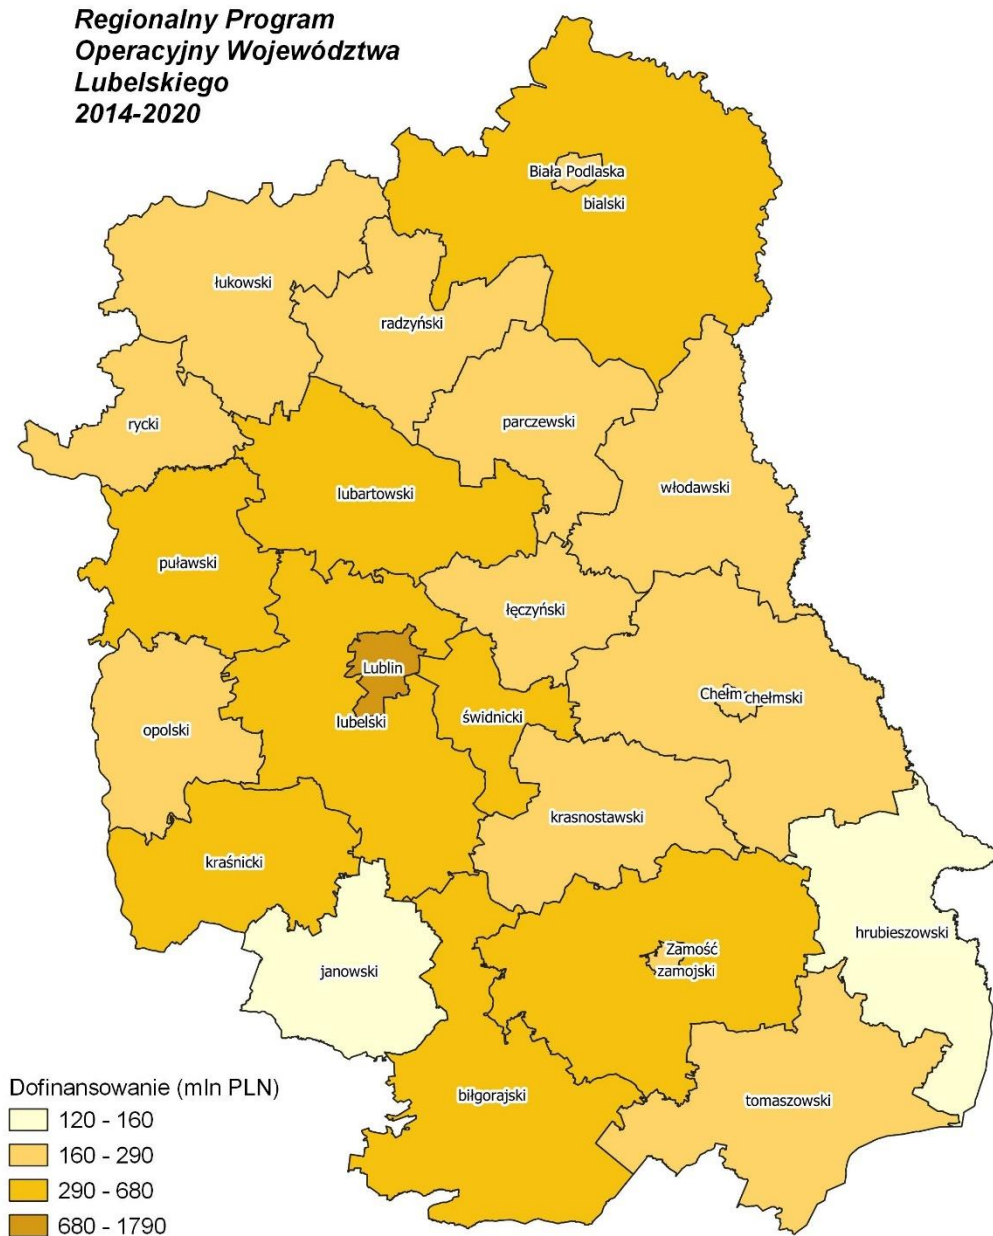 Regionalny Program
Operacyjny Województwa
Lubelskiego
2014-2020
Biała Podlaska
bialski
łukowski
radzyński
rycki
parczewski
włodawski
lubartowski
puławski
łęczyński
Lublin
Chełm
chełmski
opolski
lubelski
świdnicki
krasnostawski
kraśnicki
hrubieszowski
Zamość
janowski
zamojski
biłgorajski
tomaszowski
Dofinansowanie (mln PLN)
120 - 160
160 - 290
290 - 680
680 - 1790